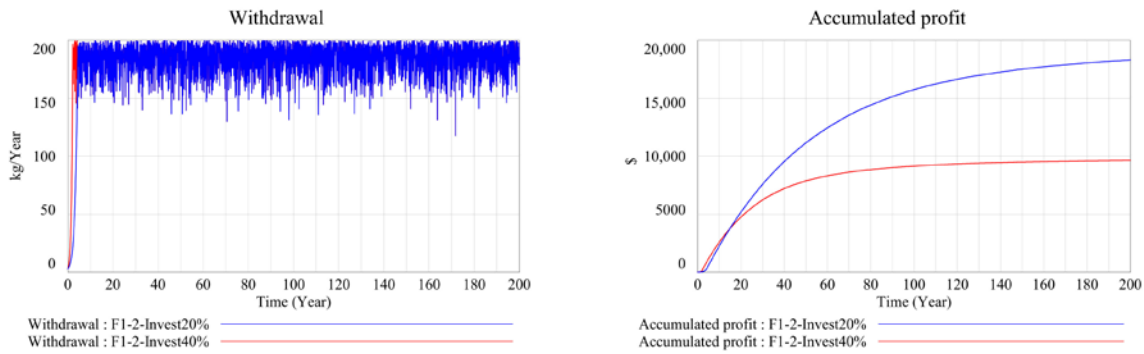 Withdrawal
200
150
100
50
0
kg/Year
0 20 40 60 80 100 120 140 160 180 200
Time (Year)
Withdrawal : F1-2-Invest20%
Withdrawal : F1-2-Invest40%
Accumulated profit
20,000
15,000
10,000
5000
0
$
0 20 40 60 80 100 120 140 160 180 200
Time (Year)
Accumulated profit : F1-2-Invest20%
Accumulated profit : F1-2-Invest40%